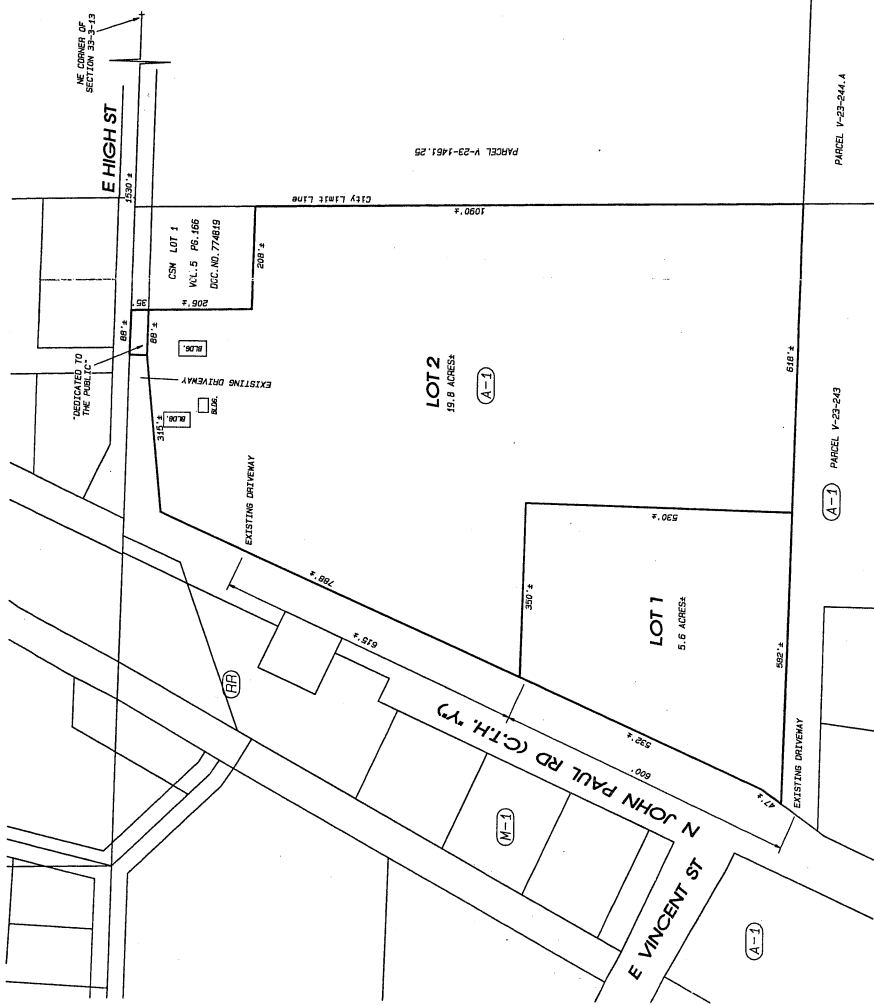 NE CORNER OF
SECTION 33-3-13
E HIGH ST
1530'±
"DEDICATED TO
THE PUBLIC"
88'±
35'
88'±
CSM LOT 1
VOL.5 PG.166
DOC.NO.774819
206'±
208'±
City Limit Line
PARCEL V-23-1461.25
BLDG.
EXISTING DRIVEWAY
BLDG.
BLDG.
315'±
EXISTING DRIVEWAY
LOT 2
19.8 ACRES±
A-1
1090'±
788'±
615'±
RR
618'±
PARCEL V-23-244.A
350'±
530'±
LOT 1
5.6 ACRES±
582'±
A-1
PARCEL V-23-243
N JOHN PAUL RD (C.T.H. "Y")
532'±
600'
47'±
EXISTING DRIVEWAY
M-1
E VINCENT ST
A-1